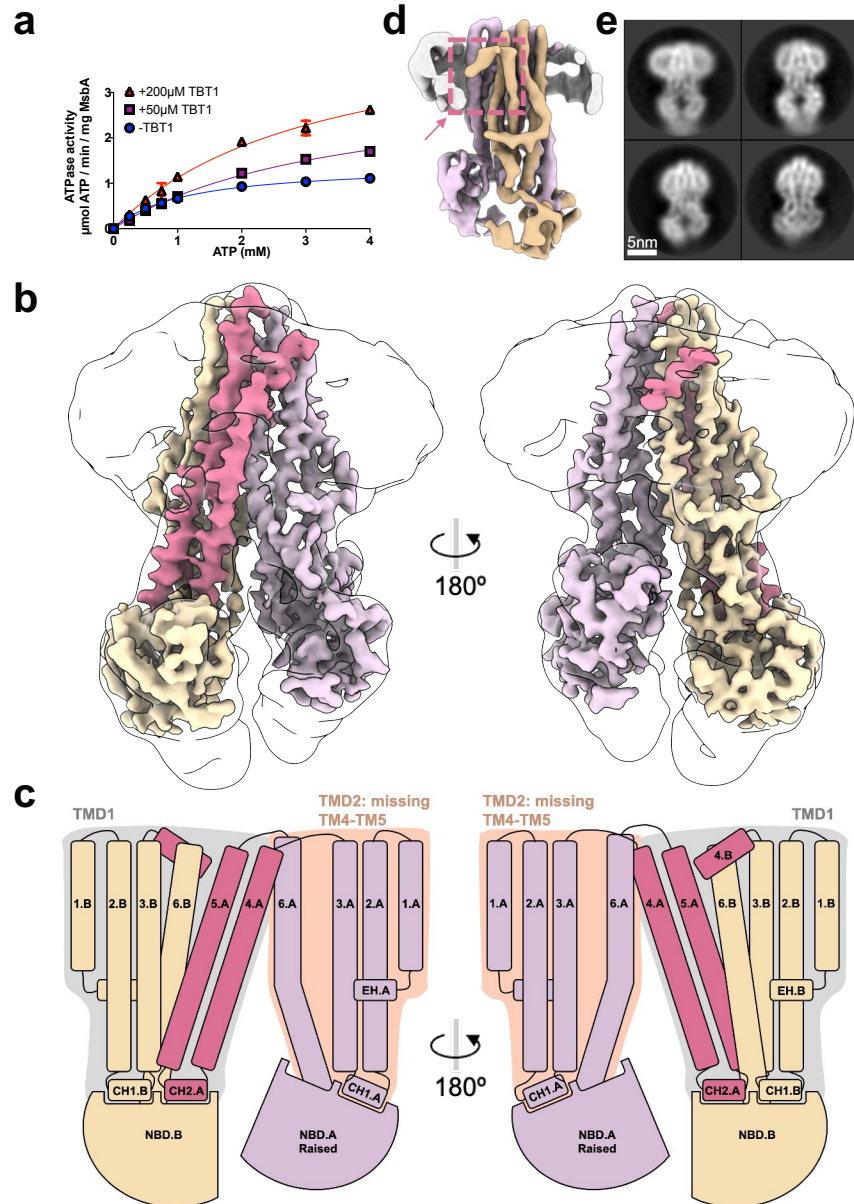 a
ATPase activity
µmol ATP / min / mg MsbA
3
2
1
0
+200µM TBT1
+50µM TBT1
-TBT1
0
1
2
3
4
ATP (mM)
d
e
5nm
b
180º
c
TMD1
TMD2: missing
TM4-TM5
1.B
2.B
3.B
6.B
5.A
4.A
6.A
3.A
2.A
1.A
EH.A
CH1.B
CH2.A
CH1.A
NBD.B
NBD.A
Raised
180º
TMD2: missing
TM4-TM5
TMD1
1.A
2.A
3.A
6.A
4.A
5.A
4.B
6.B
3.B
2.B
1.B
EH.B
CH1.A
CH2.A
CH1.B
NBD.A
Raised
NBD.B